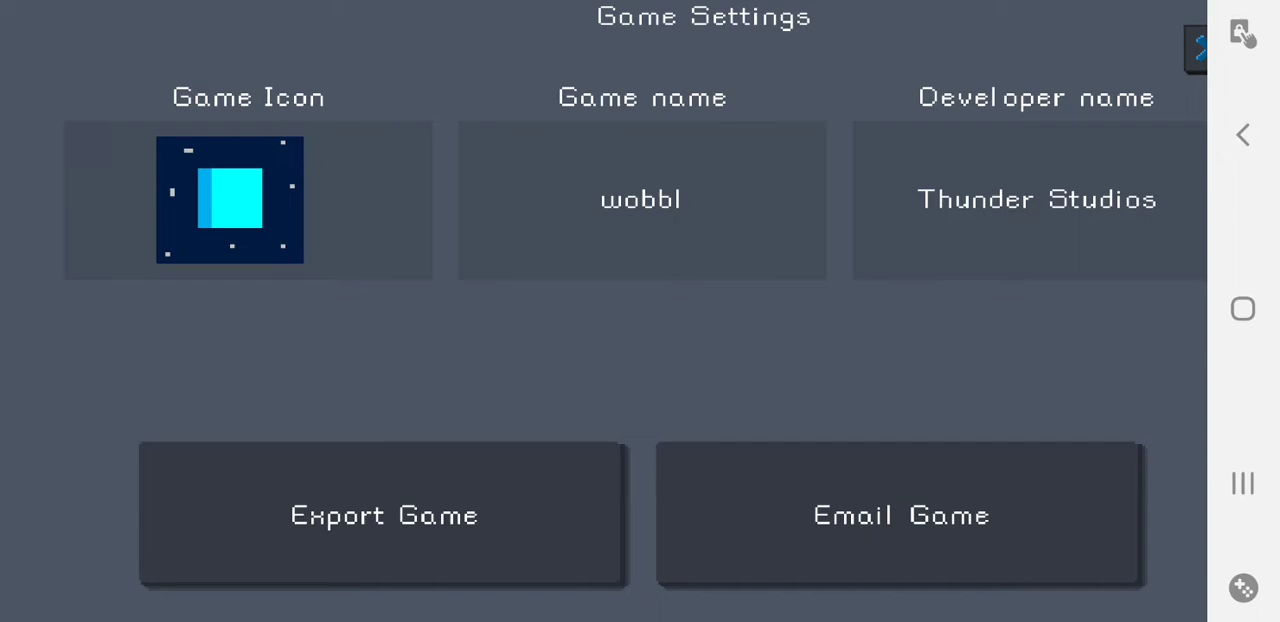 Game Settings
Game Icon
Game name
Developer name
wobbl
Thunder Studios
Export Game
Email Game